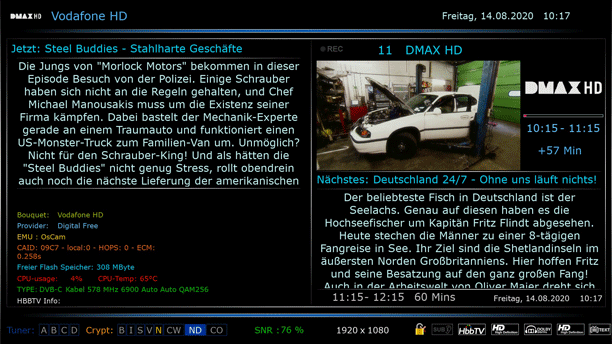 DMAX HD Vodafone HD Freitag, 14.08.2020 10:17
Jetzt: Steel Buddies - Stahlharte Geschäfte
Die Jungs von "Morlock Motors" bekommen in dieser
Episode Besuch von der Polizei. Einige Schrauber
haben sich nicht an die Regeln gehalten, und Chef
Michael Manousakis muss um die Existenz seiner
Firma kämpfen. Dabei bastelt der Mechanik-Experte
gerade an einem Traumauto und funktioniert einen
US-Monster-Truck zum Familien-Van um. Unmöglich?
Nicht für den Schrauber-King! Und als hätten die
"Steel Buddies" nicht genug Stress, rollt obendrein
auch noch die nächste Lieferung der amerikanischen
REC 11 DMAX HD
DMAX HD
10:15 - 11:15
+57 Min
Nächstes: Deutschland 24/7 - Ohne uns läuft nichts!
Der beliebteste Fisch in Deutschland ist der
Seelachs. Genau auf diesen haben es die
Hochseefischer um Kapitän Fritz Flindt abgesehen.
Heute stechen die Männer zu einer 8-tägigen
Fangreise in See. Ihr Ziel sind die Shetlandinseln im
äußersten Norden Großbritanniens. Hier hoffen Fritz
und seine Besatzung auf den ganz großen Fang!
Auch in der Arbeitswelt von Oliver Maier dreht sich
11:15- 12:15 60 Mins Freitag, 14.08.2020 10:17
Bouquet: Vodafone HD
Provider: Digital Free
EMU : OsCam
CAID: 09C7 - local:0 - HOPS: 0 - ECM:
0.258s
Freier Flash Speicher: 308 MByte
CPU-usage: 4% CPU-Temp: 65°C
TYPE: DVB-C Kabel 578 MHz 6900 Auto Auto QAM256
HBBTV Info:
Tuner: A B C D Crypt: B I S V N CW ND CO SNR : 76 % 1920 x 1080 HbbTV HD DOLBY HD TEXT